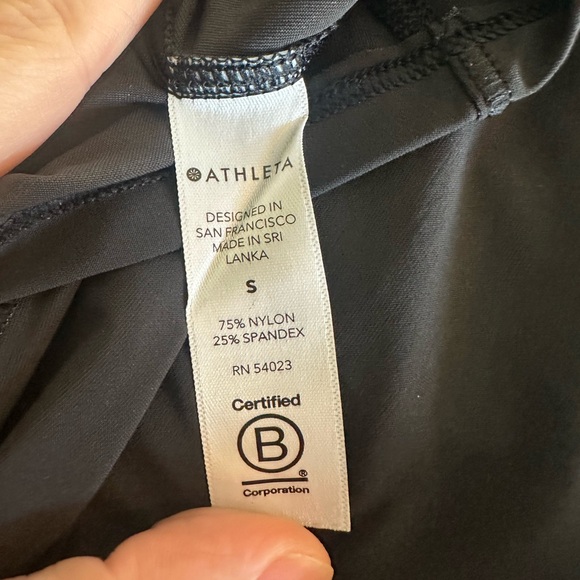 ATHLETA
DESIGNED IN
SAN FRANCISCO
MADE IN SRI
LANKA
S
75% NYLON
25% SPANDEX
RN 54023
Certified
B
®
Corporation